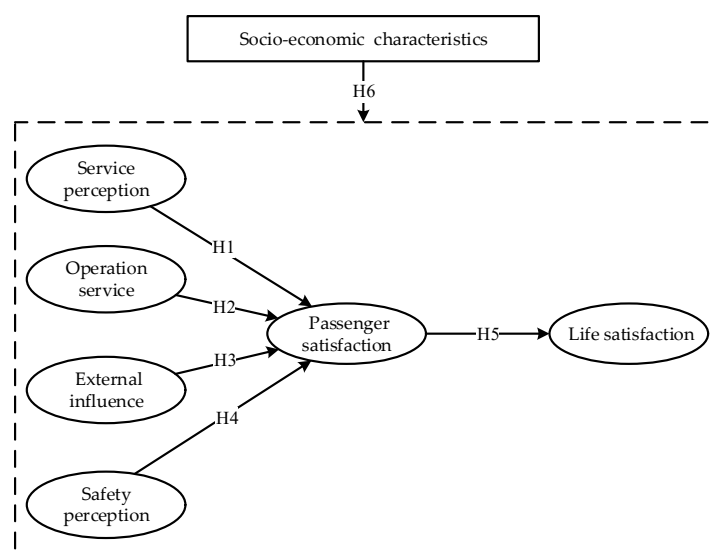 Socio-economic characteristics
H6
Service
perception
H1
Operation
service
H2
Passenger
satisfaction
H5
Life satisfaction
H3
External
influence
H4
Safety
perception